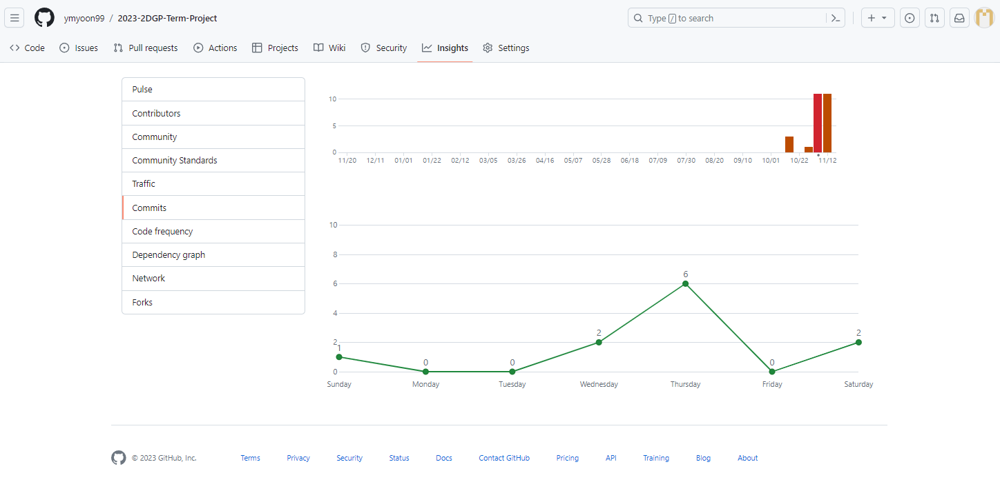 ymyoon99 / 2023-2DGP-Term-Project
Type / to search
Code Issues Pull requests Actions Projects Wiki Security Insights Settings
Pulse
Contributors
Community
Community Standards
Traffic
Commits
Code frequency
Dependency graph
Network
Forks
10
5
0
11/20 12/11 01/01 01/22 02/12 03/05 03/26 04/16 05/07 05/28 06/18 07/09 07/30 08/20 09/10 10/01 10/22 11/12
10
8
6
4
2
0
1 0 0 2 6 0 2
Sunday Monday Tuesday Wednesday Thursday Friday Saturday
© 2023 GitHub, Inc. Terms Privacy Security Status Docs Contact GitHub Pricing API Training Blog About